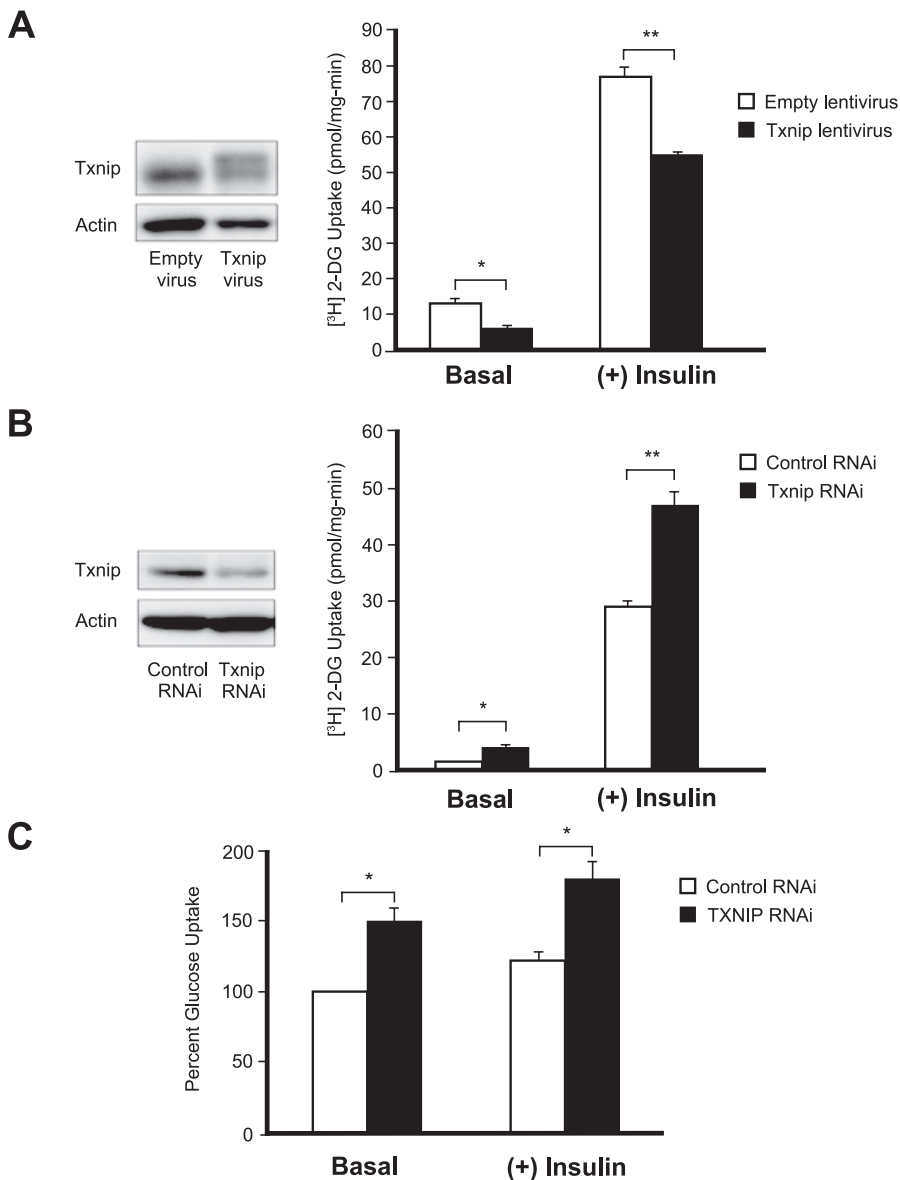 A
Txnip
Actin
Empty virus
Txnip virus
[³H] 2-DG Uptake (pmol/mg-min)
90
80
70
60
50
40
30
20
10
0
*
**
Basal
(+) Insulin
Empty lentivirus
Txnip lentivirus
B
Txnip
Actin
Control RNAi
Txnip RNAi
[³H] 2-DG Uptake (pmol/mg-min)
60
50
40
30
20
10
0
*
**
Basal
(+) Insulin
Control RNAi
Txnip RNAi
C
Percent Glucose Uptake
200
150
100
50
0
*
*
Basal
(+) Insulin
Control RNAi
TXNIP RNAi